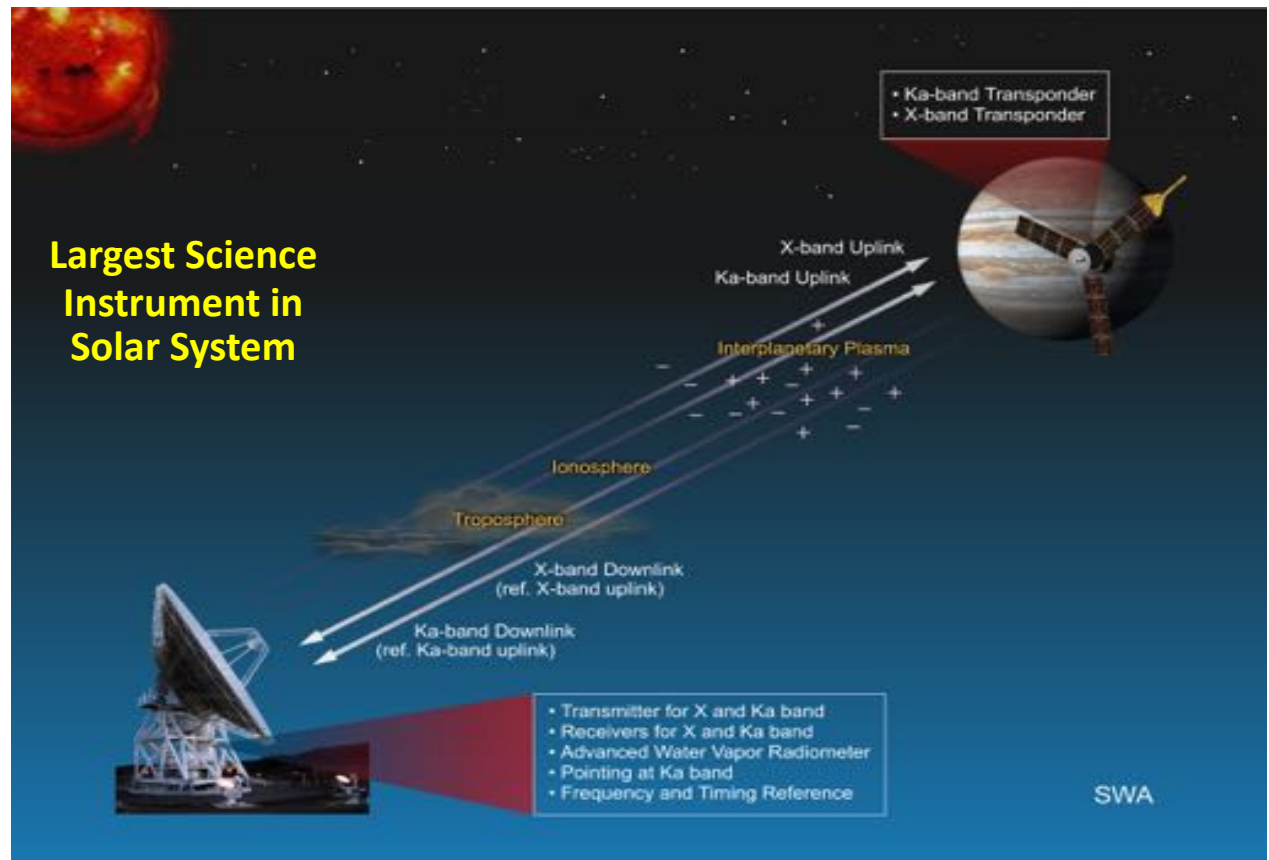 • Ka-band Transponder
• X-band Transponder
Largest Science
Instrument in
Solar System
X-band Uplink
Ka-band Uplink
Interplanetary Plasma
Ionosphere
Troposphere
X-band Downlink
(ref. X-band uplink)
Ka-band Downlink
(ref. Ka-band uplink)
• Transmitter for X and Ka band
• Receivers for X and Ka band
• Advanced Water Vapor Radiometer
• Pointing at Ka band
• Frequency and Timing Reference
SWA